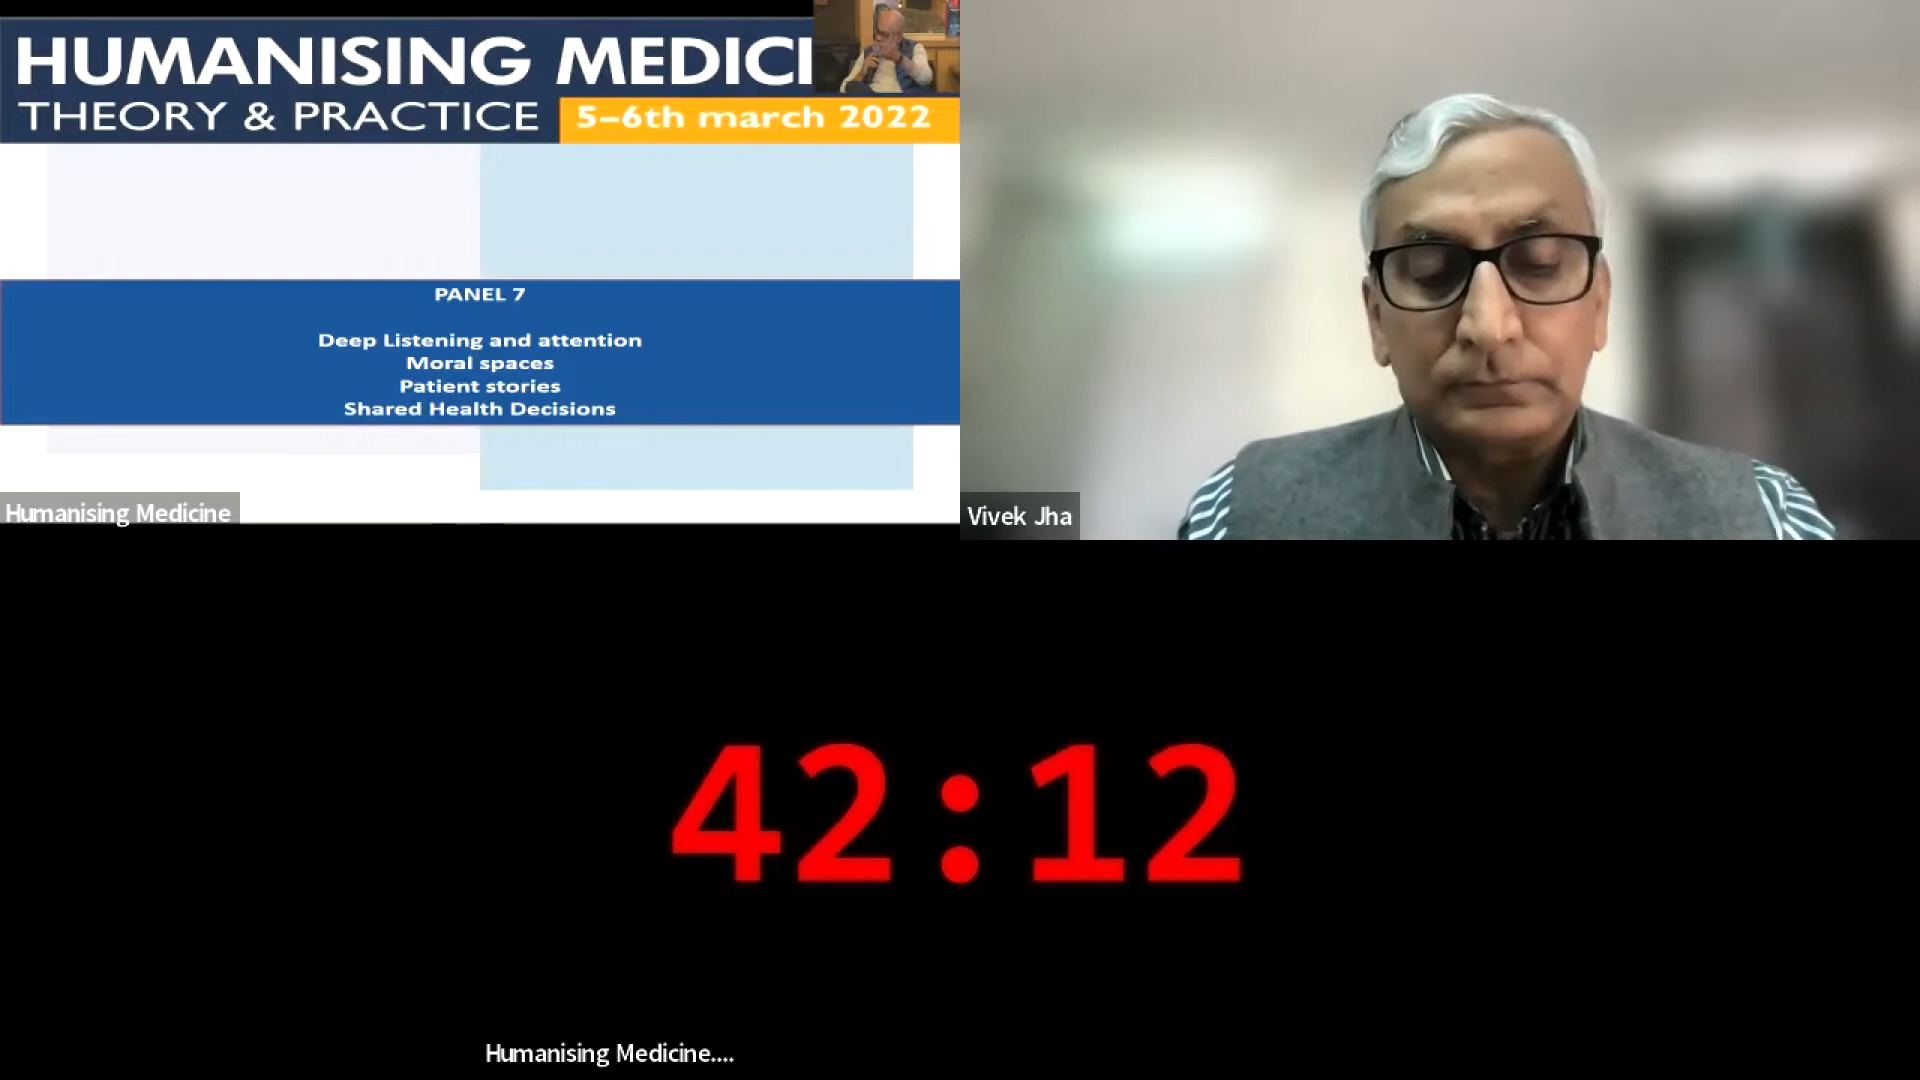 HUMANISING MEDICI
THEORY & PRACTICE
5–6th march 2022
PANEL 7
Deep Listening and attention
Moral spaces
Patient stories
Shared Health Decisions
Humanising Medicine
Vivek Jha
42:12
Humanising Medicine....